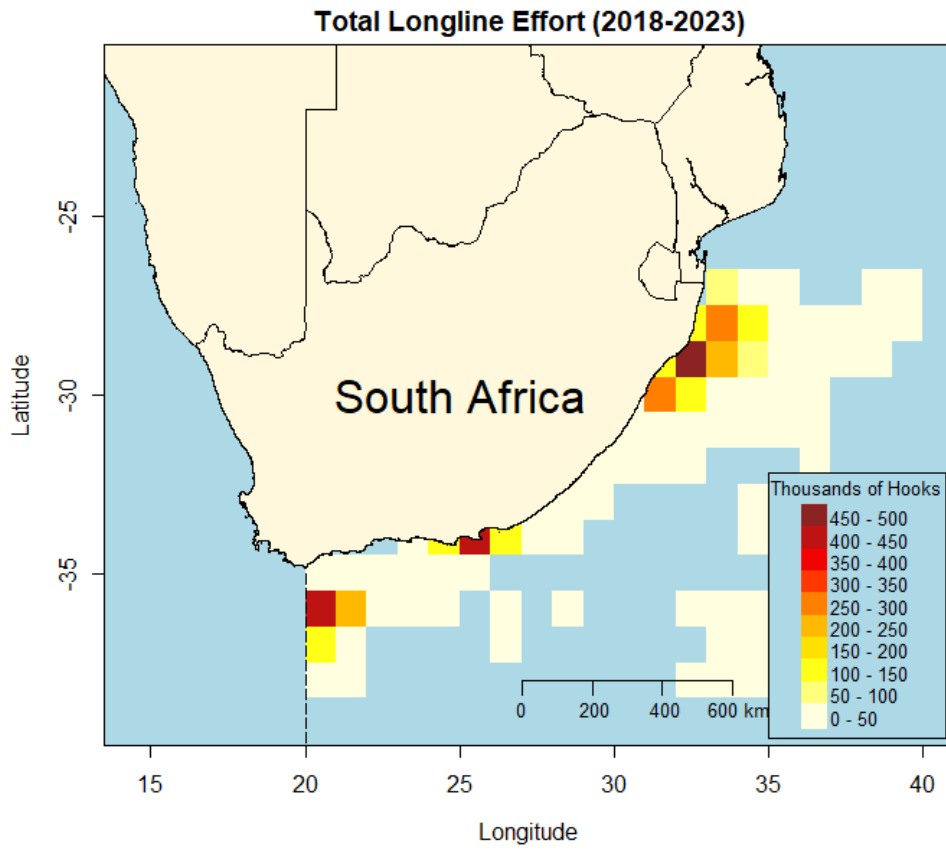 Total Longline Effort (2018-2023)
Latitude
-25
-30
-35
South Africa
Thousands of Hooks
450 - 500
400 - 450
350 - 400
300 - 350
250 - 300
200 - 250
150 - 200
100 - 150
50 - 100
0 - 50
0 200 400 600 km
15 20 25 30 35 40
Longitude